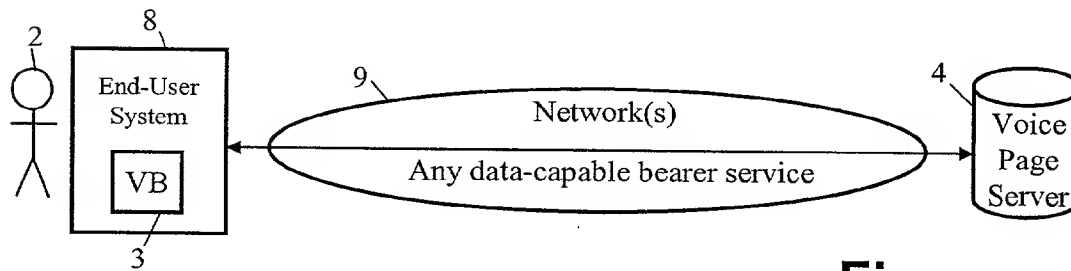 2
8
End-User
System
VB
3
9
Network(s)
Any data-capable bearer service
4
Voice
Page
Server